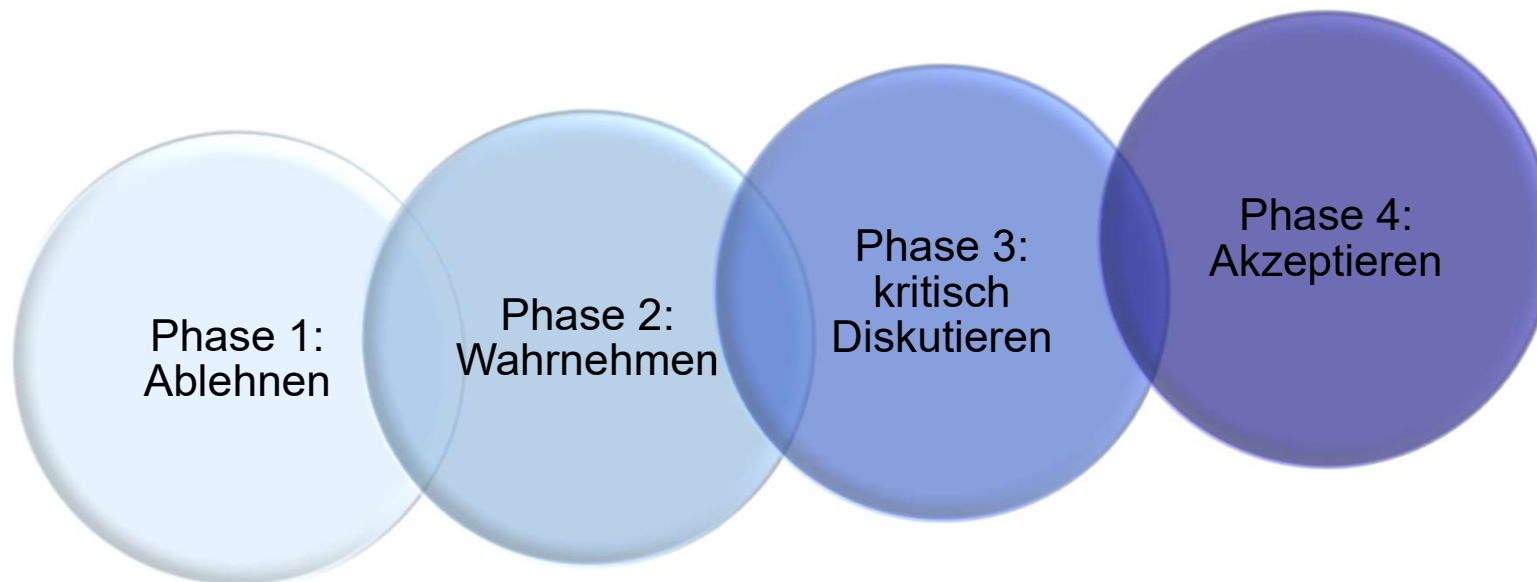 Phase 1:
Ablehnen
Phase 2:
Wahrnehmen
Phase 3:
kritisch
Diskutieren
Phase 4:
Akzeptieren